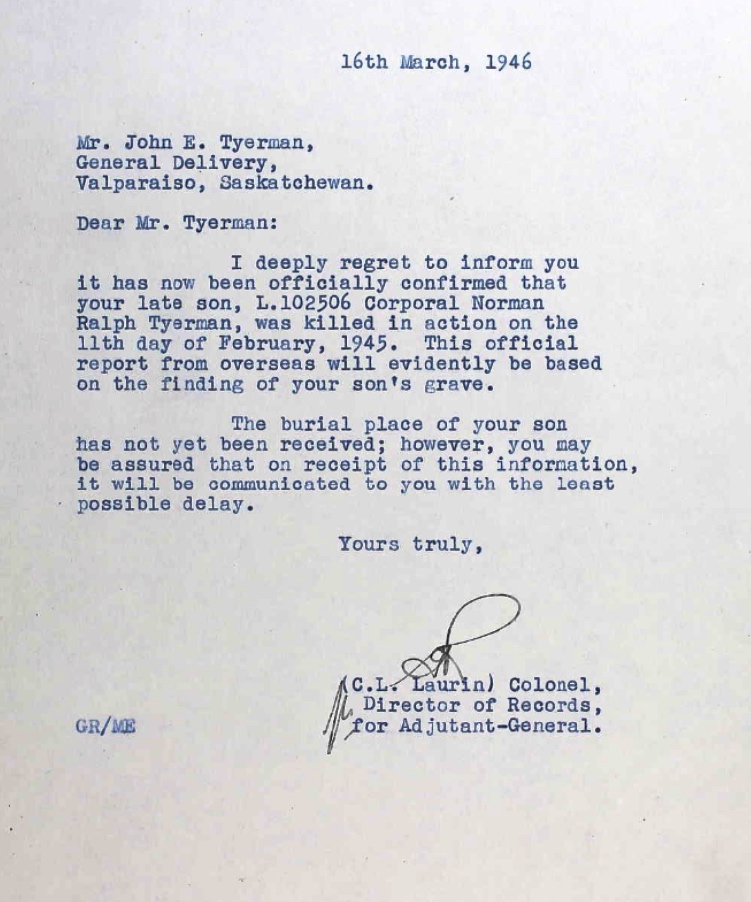 16th March, 1946
Mr. John E. Tyerman,
General Delivery,
Valparaiso, Saskatchewan.
Dear Mr. Tyerman:
I deeply regret to inform you
it has now been officially confirmed that
your late son, L.102506 Corporal Norman
Ralph Tyerman, was killed in action on the
11th day of February, 1945. This official
report from overseas will evidently be based
on the finding of your son's grave.
The burial place of your son
has not yet been received; however, you may
be assured that on receipt of this information,
it will be communicated to you with the least
possible delay.
Yours truly,
(C.L. Laurin) Colonel,
Director of Records,
for Adjutant-General.
GR/ME